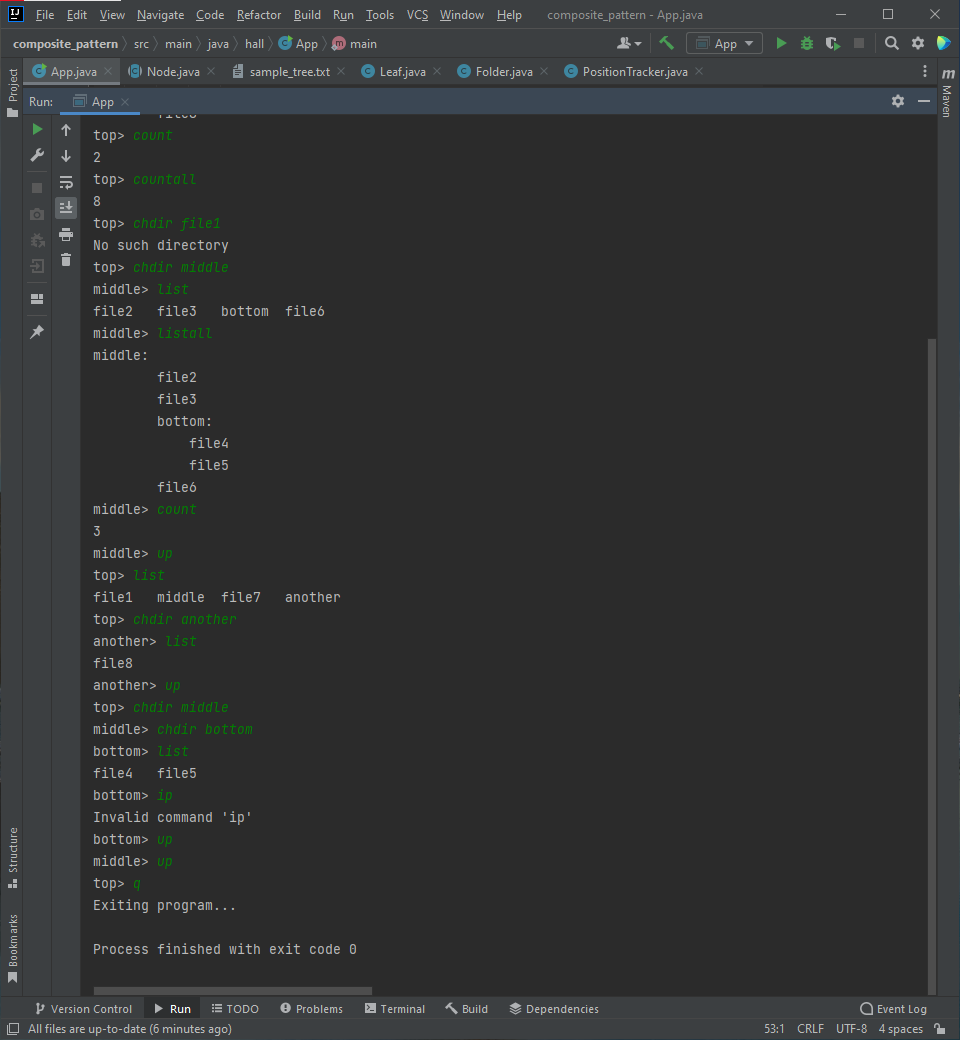 File Edit View Navigate Code Refactor Build Run Tools VCS Window Help composite_pattern - App.java
composite_pattern src main java hall App main App
App.java Node.java sample_tree.txt Leaf.java Folder.java PositionTracker.java
Project
Maven
Run: App
top> count
2
top> countall
8
top> chdir file1
No such directory
top> chdir middle
middle> list
file2 file3 bottom file6
middle> listall
middle:
file2
file3
bottom:
file4
file5
file6
middle> count
3
middle> up
top> list
file1 middle file7 another
top> chdir another
another> list
file8
another> up
top> chdir middle
middle> chdir bottom
bottom> list
file4 file5
bottom> ip
Invalid command 'ip'
bottom> up
middle> up
top> q
Exiting program...
Process finished with exit code 0
Structure
Bookmarks
Version Control Run TODO Problems Terminal Build Dependencies Event Log
All files are up-to-date (6 minutes ago) 53:1 CRLF UTF-8 4 spaces